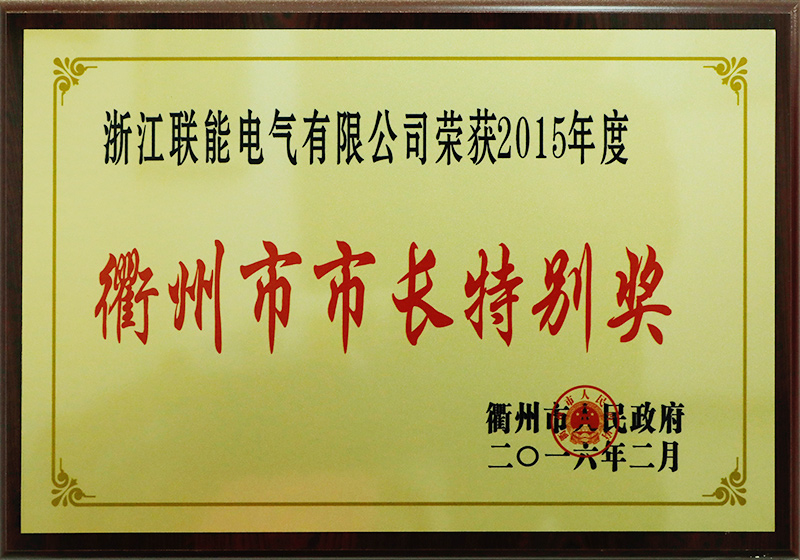 浙江联能电气有限公司荣获2015年度
衢州市市长特别奖
衢州市人民政府
二〇一六年二月